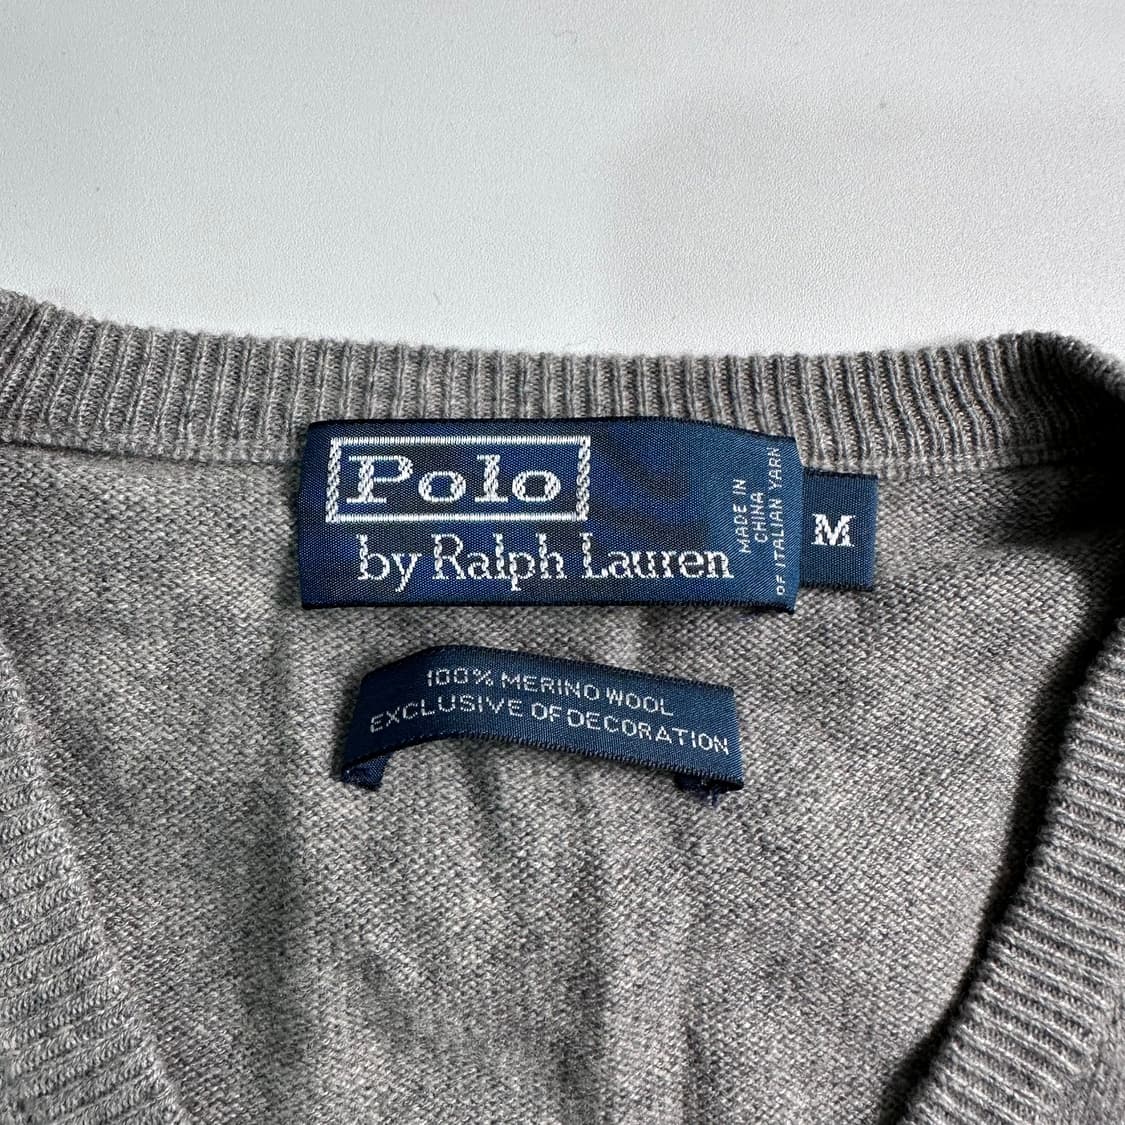 Polo
by Ralph Lauren
MADE IN
CHINA
OF ITALIAN YARN
M
100% MERINO WOOL
EXCLUSIVE OF DECORATION